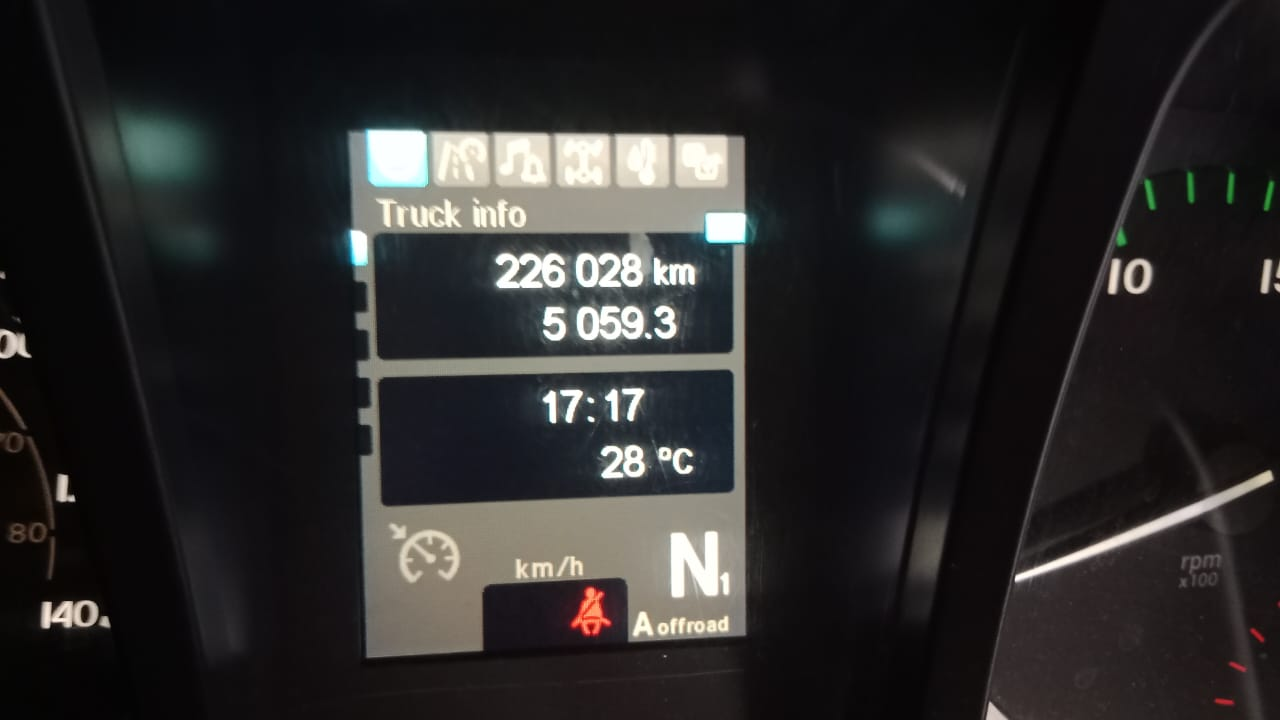 Truck info
226 028 km
5 059.3
17:17
28 °C
km/h
N1
A offroad
10
rpm
x100
80
140